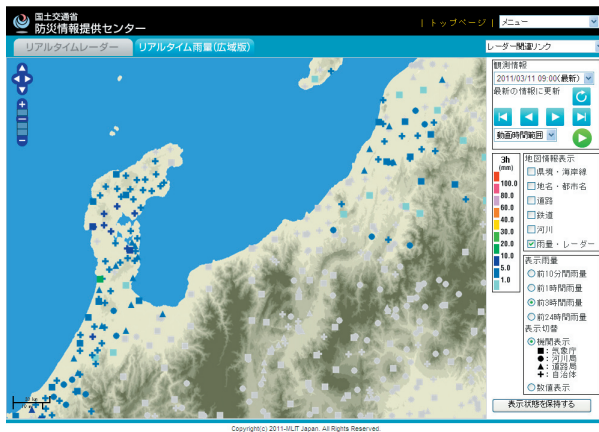 国土交通省
防災情報提供センター
| トップページ | メニュー
リアルタイムレーダー
リアルタイム雨量(広域版)
レーダー関連リンク
観測情報
2011/03/11 09:00(最新)
最新の情報に更新
動画時間範囲
3h
(mm)
100.0
80.0
60.0
40.0
30.0
20.0
10.0
5.0
1.0
地図情報表示
県境・海岸線
地名・都市名
道路
鉄道
河川
雨量・レーダー
表示雨量
前10分間雨量
前1時間雨量
前3時間雨量
前24時間雨量
表示切替
機関表示
■：気象庁
●：河川局
▲：道路局
+：自治体
数値表示
表示状態を保持する
Copyright(c) 2011-MLIT Japan. All Rights Reserved.